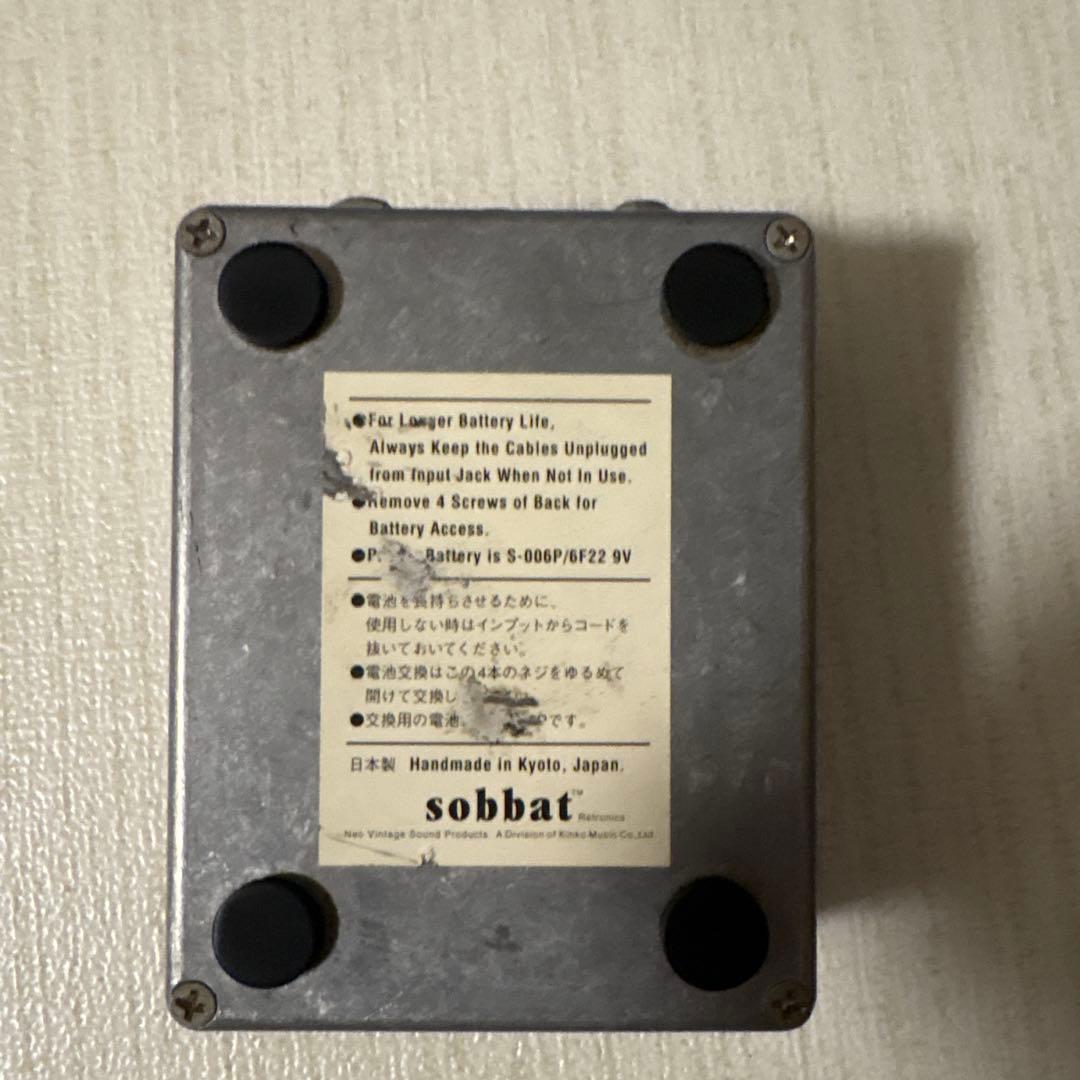 ●For Longer Battery Life,
Always Keep the Cables Unplugged
from Input Jack When Not In Use.
●Remove 4 Screws of Back for
Battery Access.
● Battery is S-006P/6F22 9V
●電池を長持ちさせるために、
使用しない時はインプットからコードを
抜いておいてください。
●電池交換はこの4本のネジをゆるめて
開けて交換し
●交換用の電池 Pです。
日本製 Handmade in Kyoto, Japan.
sobbat™ Retronics
Neo Vintage Sound Products A Division of Kinko Music Co.,Ltd.